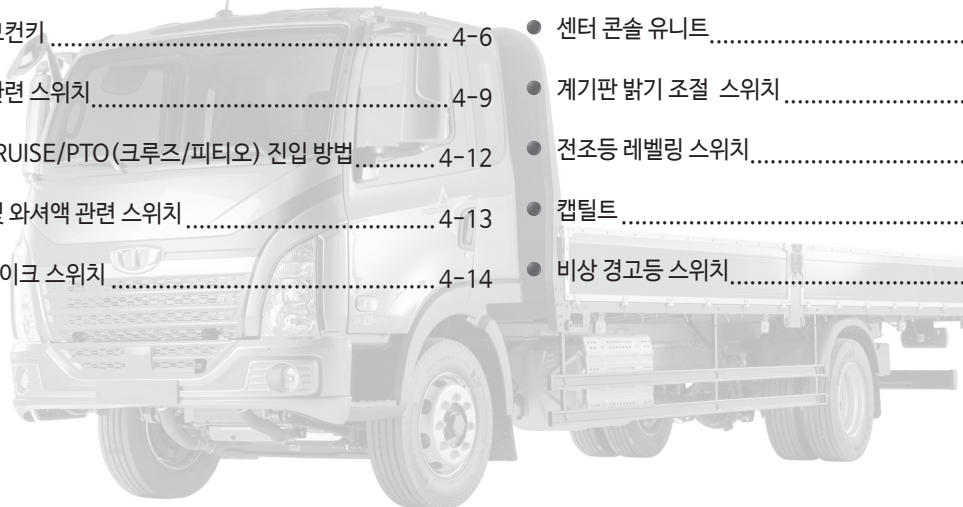 컨키 4-6
관련 스위치 4-9
RUISE/PTO(크루즈/피티오) 진입 방법 4-12
와셔액 관련 스위치 4-13
이크 스위치 4-14
센터 콘솔 유니트
계기판 밝기 조절 스위치
전조등 레벨링 스위치
캡틸트
비상 경고등 스위치